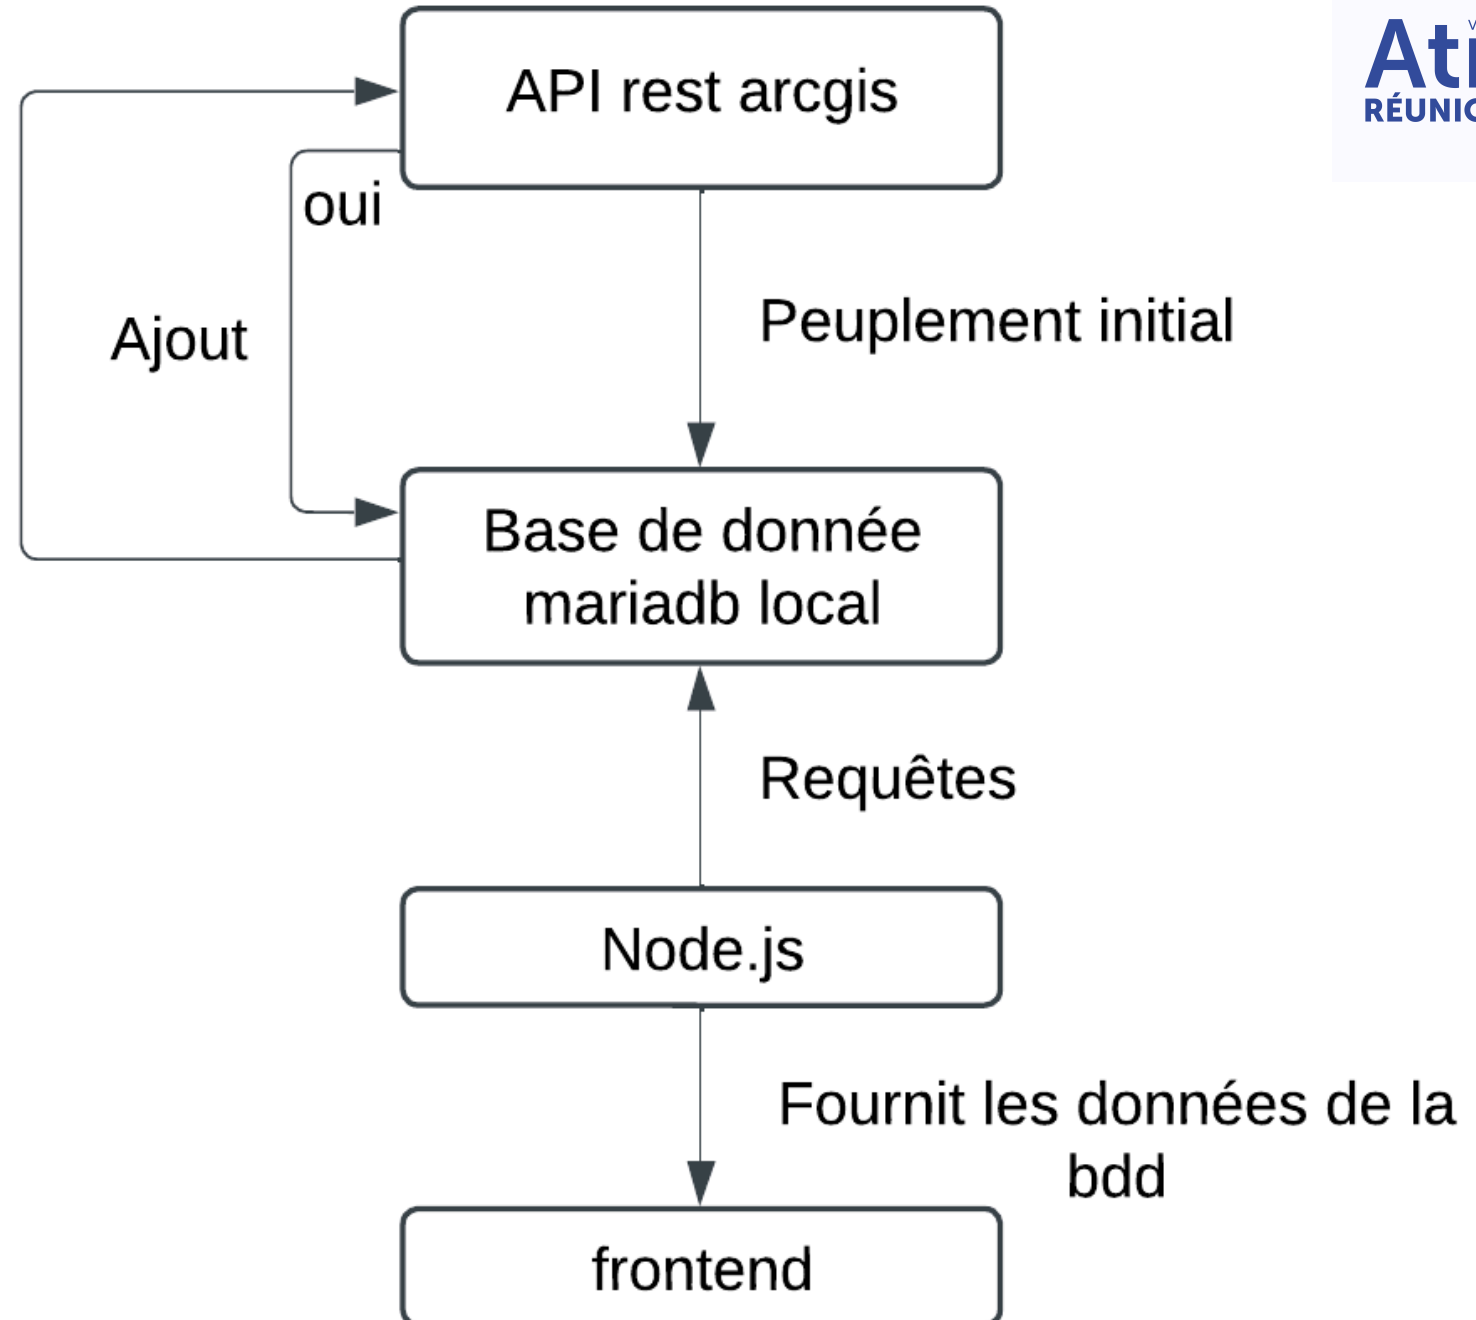 API rest arcgis
oui
Ajout
Peuplement initial
Base de donnée
mariadb local
Requêtes
Node.js
Fournit les données de la
bdd
frontend